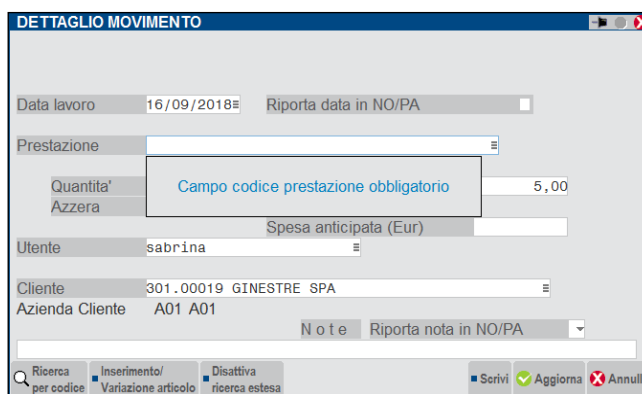 DETTAGLIO MOVIMENTO
Data lavoro 16/09/2018 Riporta data in NO/PA
Prestazione
Campo codice prestazione obbligatorio
Quantita' 5,00
Azzera
Spesa anticipata (Eur)
Utente sabrina
Cliente 301.00019 GINESTRE SPA
Azienda Cliente A01 A01
Note Riporta nota in NO/PA
Ricerca per codice
Inserimento/ Variazione articolo
Disattiva ricerca estesa
Scrivi Aggiorna Annull